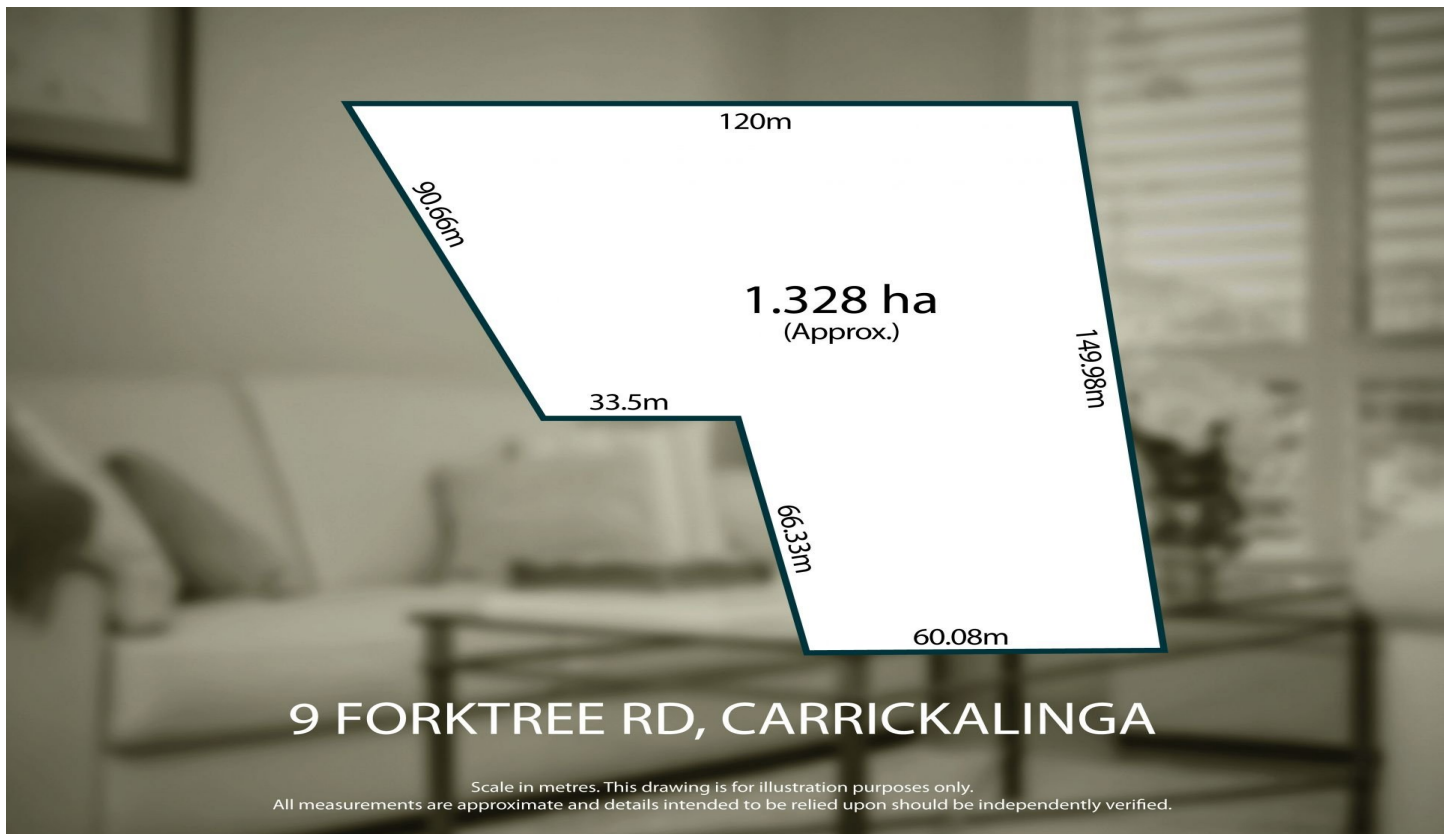 120m
90.66m
1.328 ha
(Approx.)
149.98m
33.5m
66.33m
60.08m
9 FORKTREE RD, CARRICKALINGA
Scale in metres. This drawing is for illustration purposes only.
All measurements are approximate and details intended to be relied upon should be independently verified.